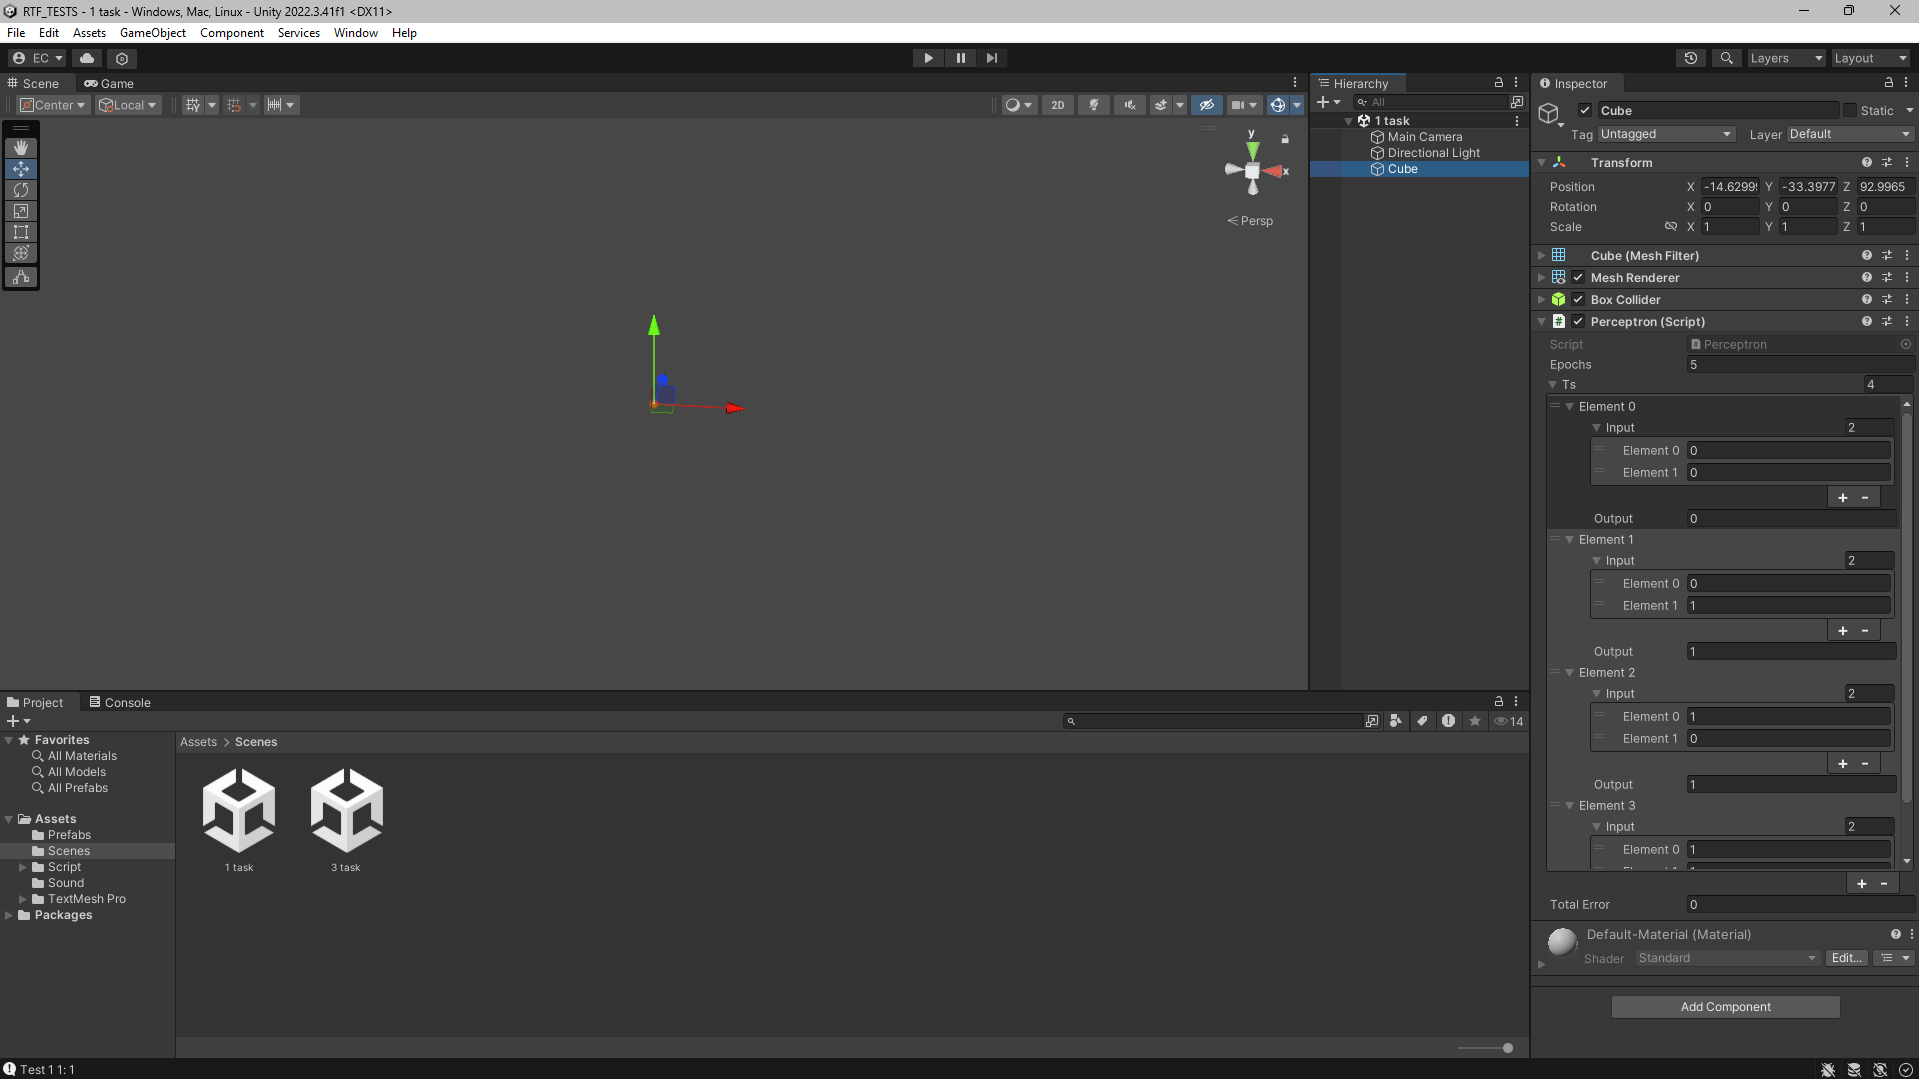 RTF_TESTS - 1 task - Windows, Mac, Linux - Unity 2022.3.41f1 <DX11>
File Edit Assets GameObject Component Services Window Help
EC Layers Layout
Scene Game
Center Local 2D
y
x
Persp
Hierarchy
All
1 task
Main Camera
Directional Light
Cube
Inspector
Cube Static
Tag Untagged Layer Default
Transform
Position X -14.6299 Y -33.3977 Z 92.9965
Rotation X 0 Y 0 Z 0
Scale X 1 Y 1 Z 1
Cube (Mesh Filter)
Mesh Renderer
Box Collider
# Perceptron (Script)
Script Perceptron
Epochs 5
Ts 4
Element 0
Input 2
Element 0 0
Element 1 0
+ -
Output 0
Element 1
Input 2
Element 0 0
Element 1 1
+ -
Output 1
Element 2
Input 2
Element 0 1
Element 1 0
+ -
Output 1
Element 3
Input 2
Element 0 1
+ -
Total Error 0
Default-Material (Material)
Shader Standard Edit...
Add Component
Project Console
14
Favorites
All Materials
All Models
All Prefabs
Assets
Prefabs
Scenes
Script
Sound
TextMesh Pro
Packages
Assets > Scenes
1 task 3 task
Test 1 1: 1